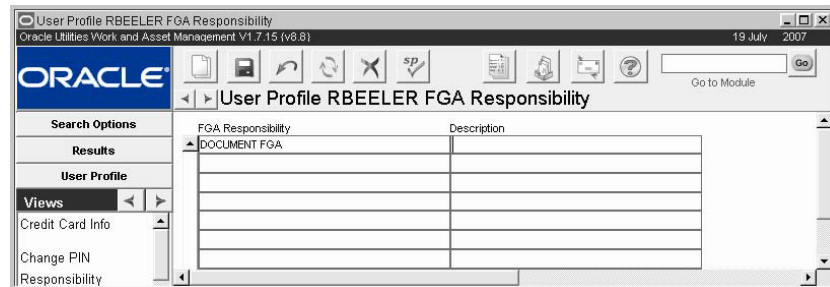 User Profile RBEELER FGA Responsibility
Oracle Utilities Work and Asset Management V1.7.15 (v8.8) 19 July 2007
ORACLE
sp
Go
Go to Module
User Profile RBEELER FGA Responsibility
Search Options
Results
User Profile
Views
Credit Card Info
Change PIN
Responsibility
FGA Responsibility Description
DOCUMENT FGA